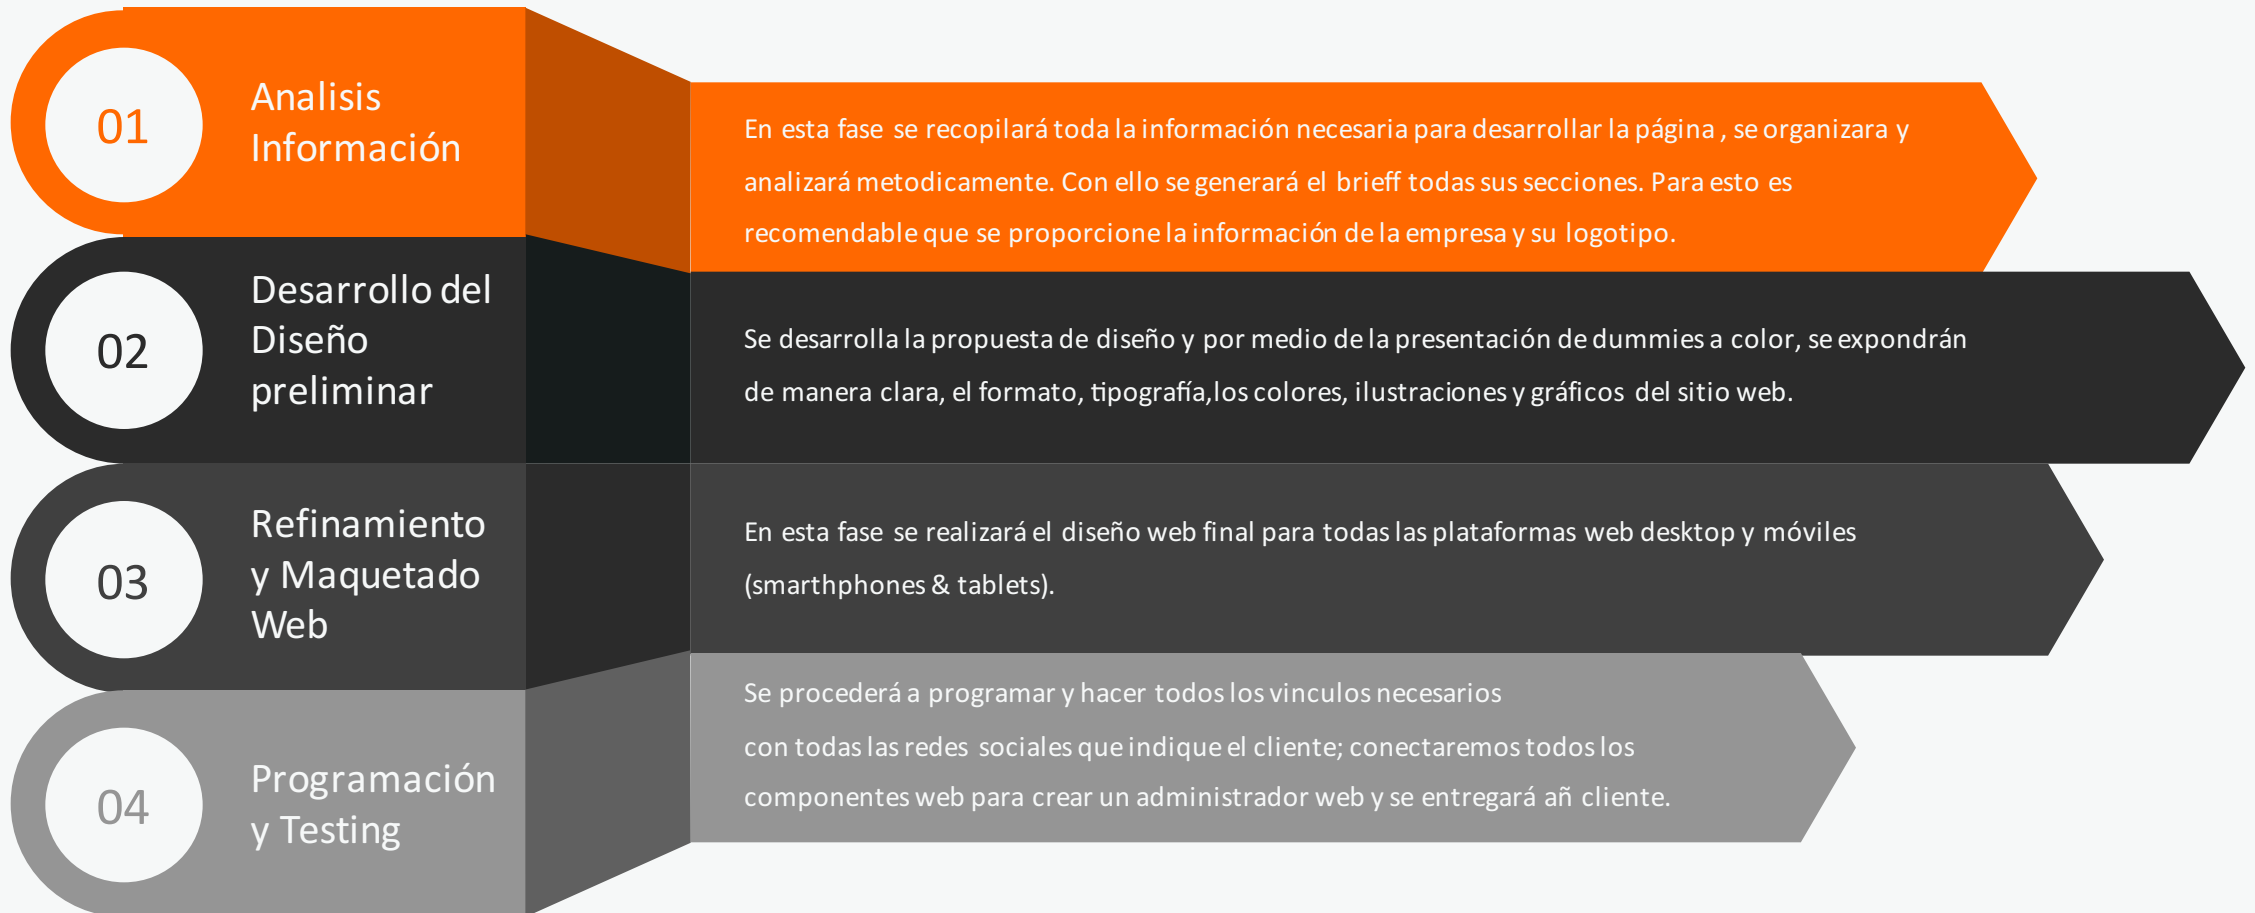 01
Analisis
Información
En esta fase se recopilará toda la información necesaria para desarrollar la página , se organizara y
analizará metodicamente. Con ello se generará el brieff todas sus secciones. Para esto es
recomendable que se proporcione la información de la empresa y su logotipo.
02
Desarrollo del
Diseño
preliminar
Se desarrolla la propuesta de diseño y por medio de la presentación de dummies a color, se expondrán
de manera clara, el formato, tipografía,los colores, ilustraciones y gráficos del sitio web.
03
Refinamiento
y Maquetado
Web
En esta fase se realizará el diseño web final para todas las plataformas web desktop y móviles
(smarthphones & tablets).
04
Programación
y Testing
Se procederá a programar y hacer todos los vinculos necesarios
con todas las redes sociales que indique el cliente; conectaremos todos los
componentes web para crear un administrador web y se entregará añ cliente.